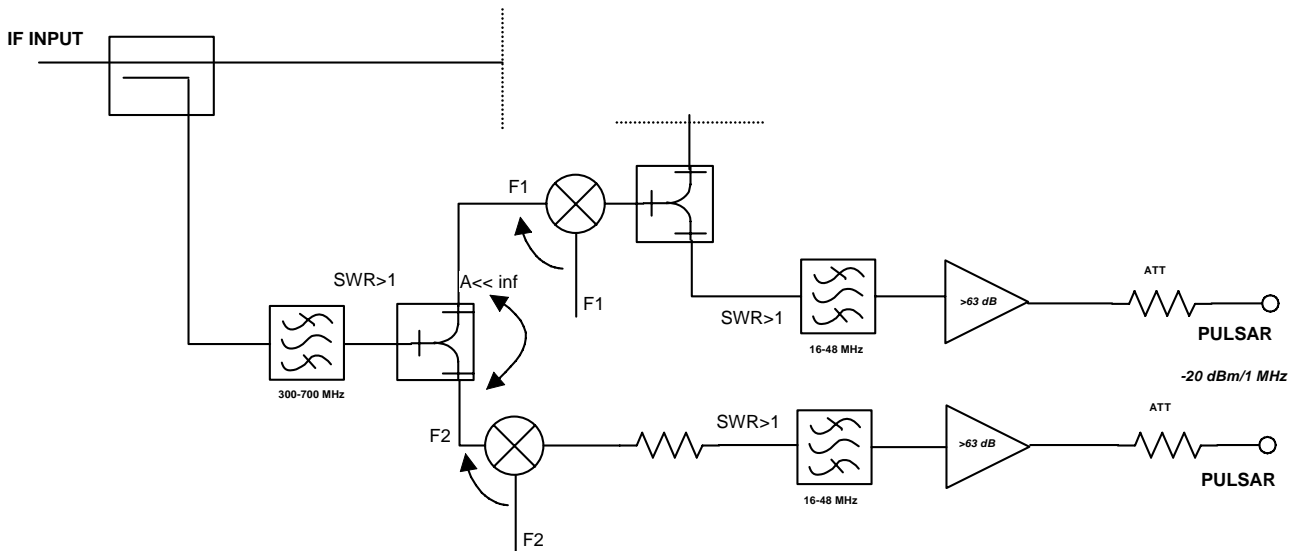 IF INPUT
F1
SWR>1
A<< inf
F1
>63 dB
ATT
SWR>1
PULSAR
16-48 MHz
300-700 MHz
-20 dBm/1 MHz
F2
SWR>1
>63 dB
ATT
PULSAR
16-48 MHz
F2